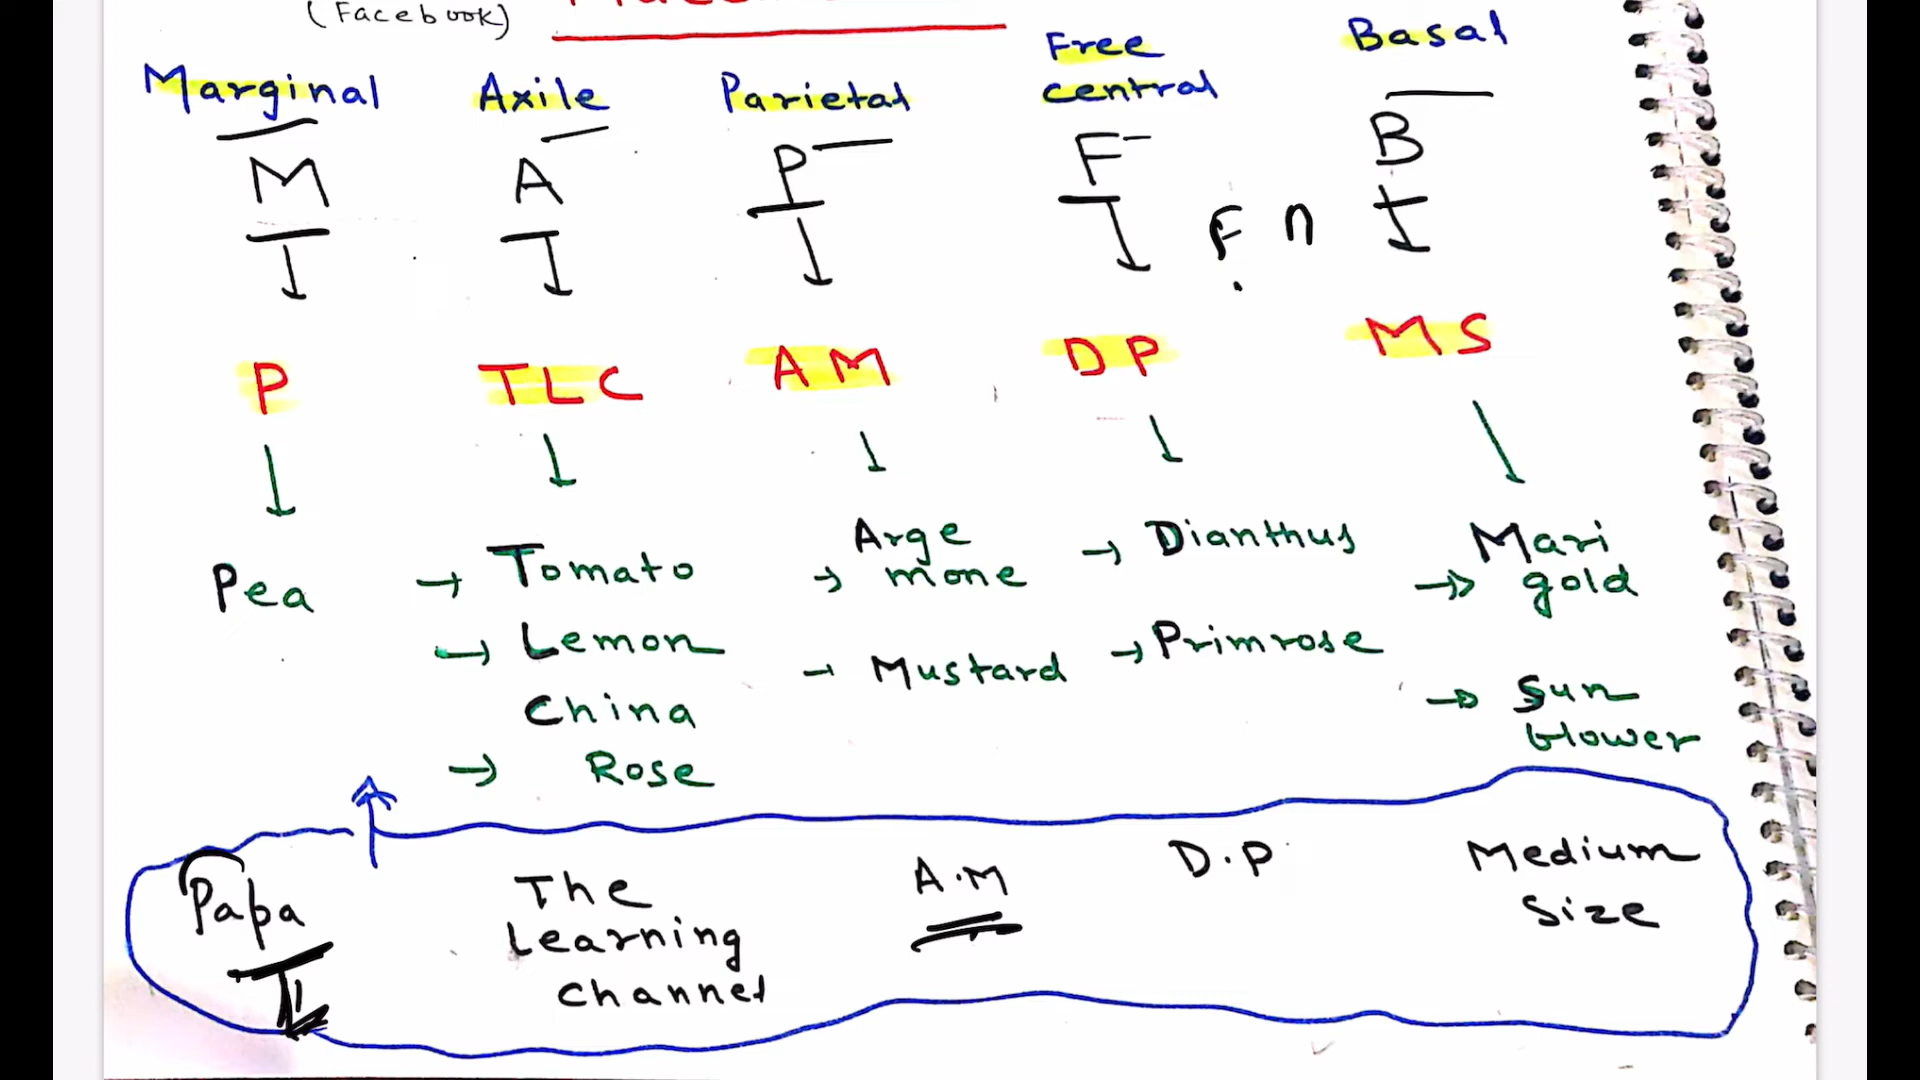 (Facebook)
Marginal Axile Parietal Free central Basal
M A P F B
F n
P TLC AM DP MS
Pea → Tomato → Arge mone → Dianthus →> Mari gold
→ Lemon → Mustard → Primrose → Sun flower
China
→ Rose
Papa The Learning Channel A.M D.P Medium Size